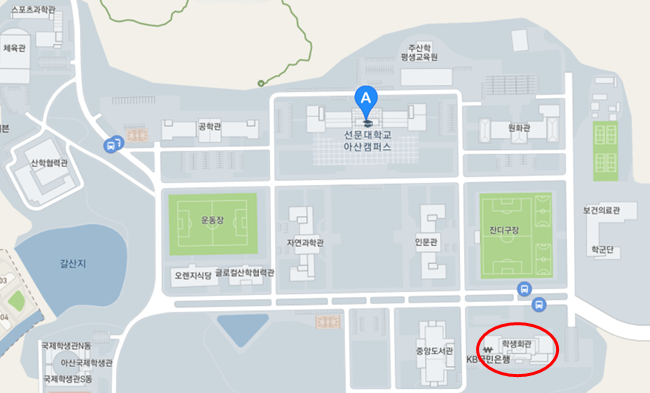 스포츠과학관
체육관
주산학
평생교육원
A
선문대학교
아산캠퍼스
공학관
원화관
세븐
산학협력관
운동장
자연과학관
인문관
잔디구장
보건의료관
학군단
갈산지
오렌지식당
글로컬산학협력관
03
04
국제학생관N동
아산국제학생관
국제학생관S동
중앙도서관
학생회관
₩
KB국민은행